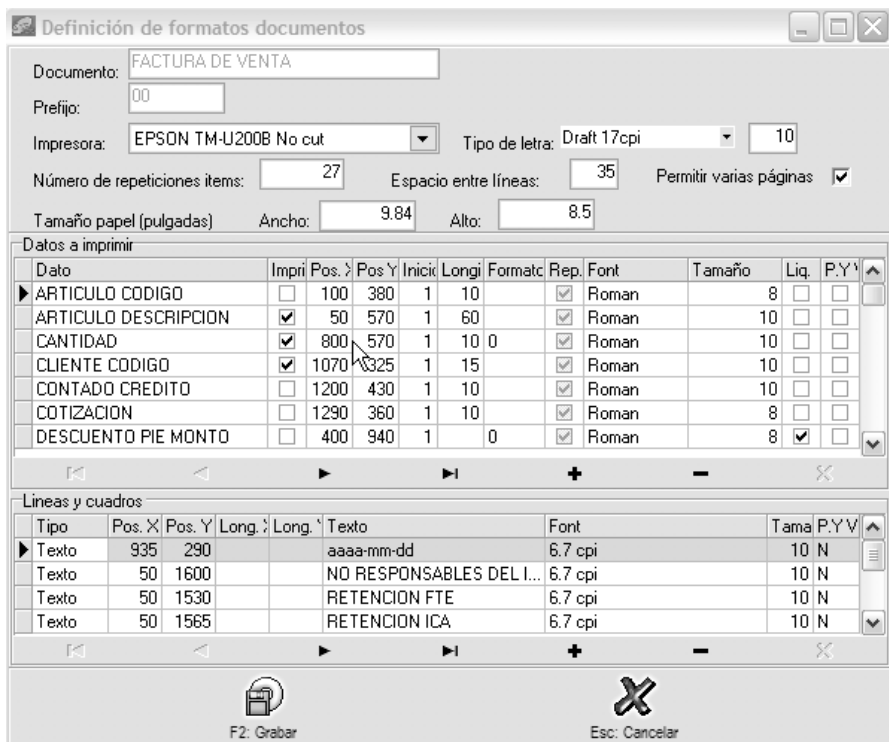 Definición de formatos documentos
Documento: FACTURA DE VENTA
Prefijo: 00
Impresora: EPSON TM-U200B No cut Tipo de letra: Draft 17cpi 10
Número de repeticiones items: 27 Espacio entre líneas: 35 Permitir varias páginas
Tamaño papel (pulgadas) Ancho: 9.84 Alto: 8.5
Datos a imprimir
Dato Impri Pos. X Pos Y Inicio Longi Formato Rep. Font Tamaño Liq. P.Y
ARTICULO CODIGO 100 380 1 10 Roman 8
ARTICULO DESCRIPCION 50 570 1 60 Roman 10
CANTIDAD 800 570 1 10 0 Roman 10
CLIENTE CODIGO 1070 325 1 15 Roman 10
CONTADO CREDITO 1200 430 1 10 Roman 10
COTIZACION 1290 360 1 10 Roman 8
DESCUENTO PIE MONTO 400 940 1 0 Roman 8
Lineas y cuadros
Tipo Pos. X Pos. Y Long. Long. Texto Font Tama P.Y V
Texto 935 290 aaaa-mm-dd 6.7 cpi 10 N
Texto 50 1600 NO RESPONSABLES DEL I... 6.7 cpi 10 N
Texto 50 1530 RETENCION FTE 6.7 cpi 10 N
Texto 50 1565 RETENCION ICA 6.7 cpi 10 N
F2: Grabar Esc: Cancelar